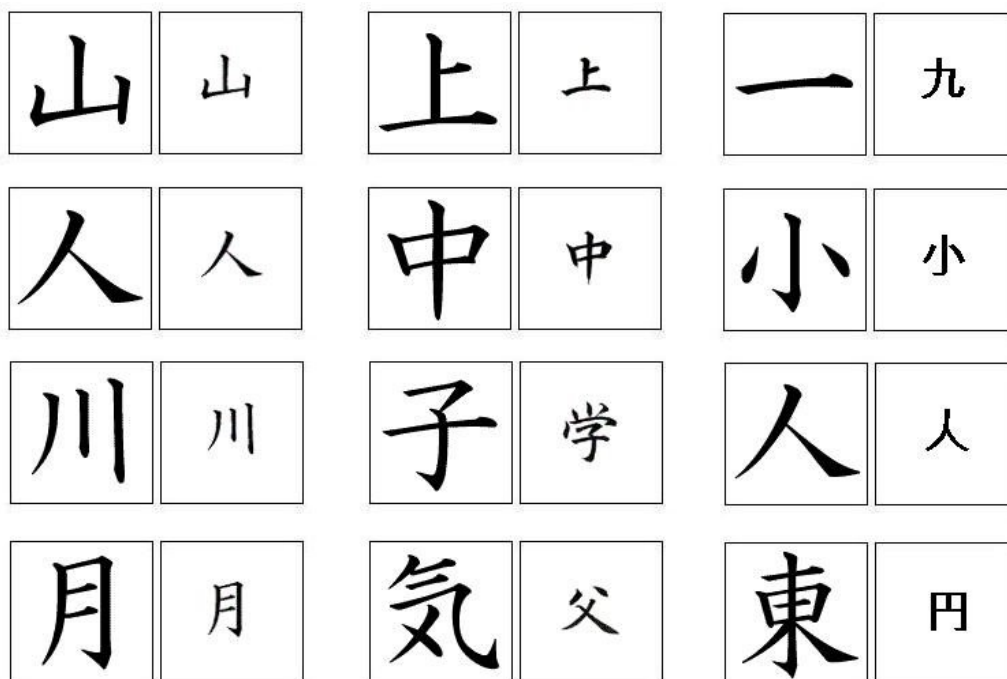 山 山 上 上 一 九
人 人 中 中 小 小
川 川 子 学 人 人
月 月 気 父 東 円